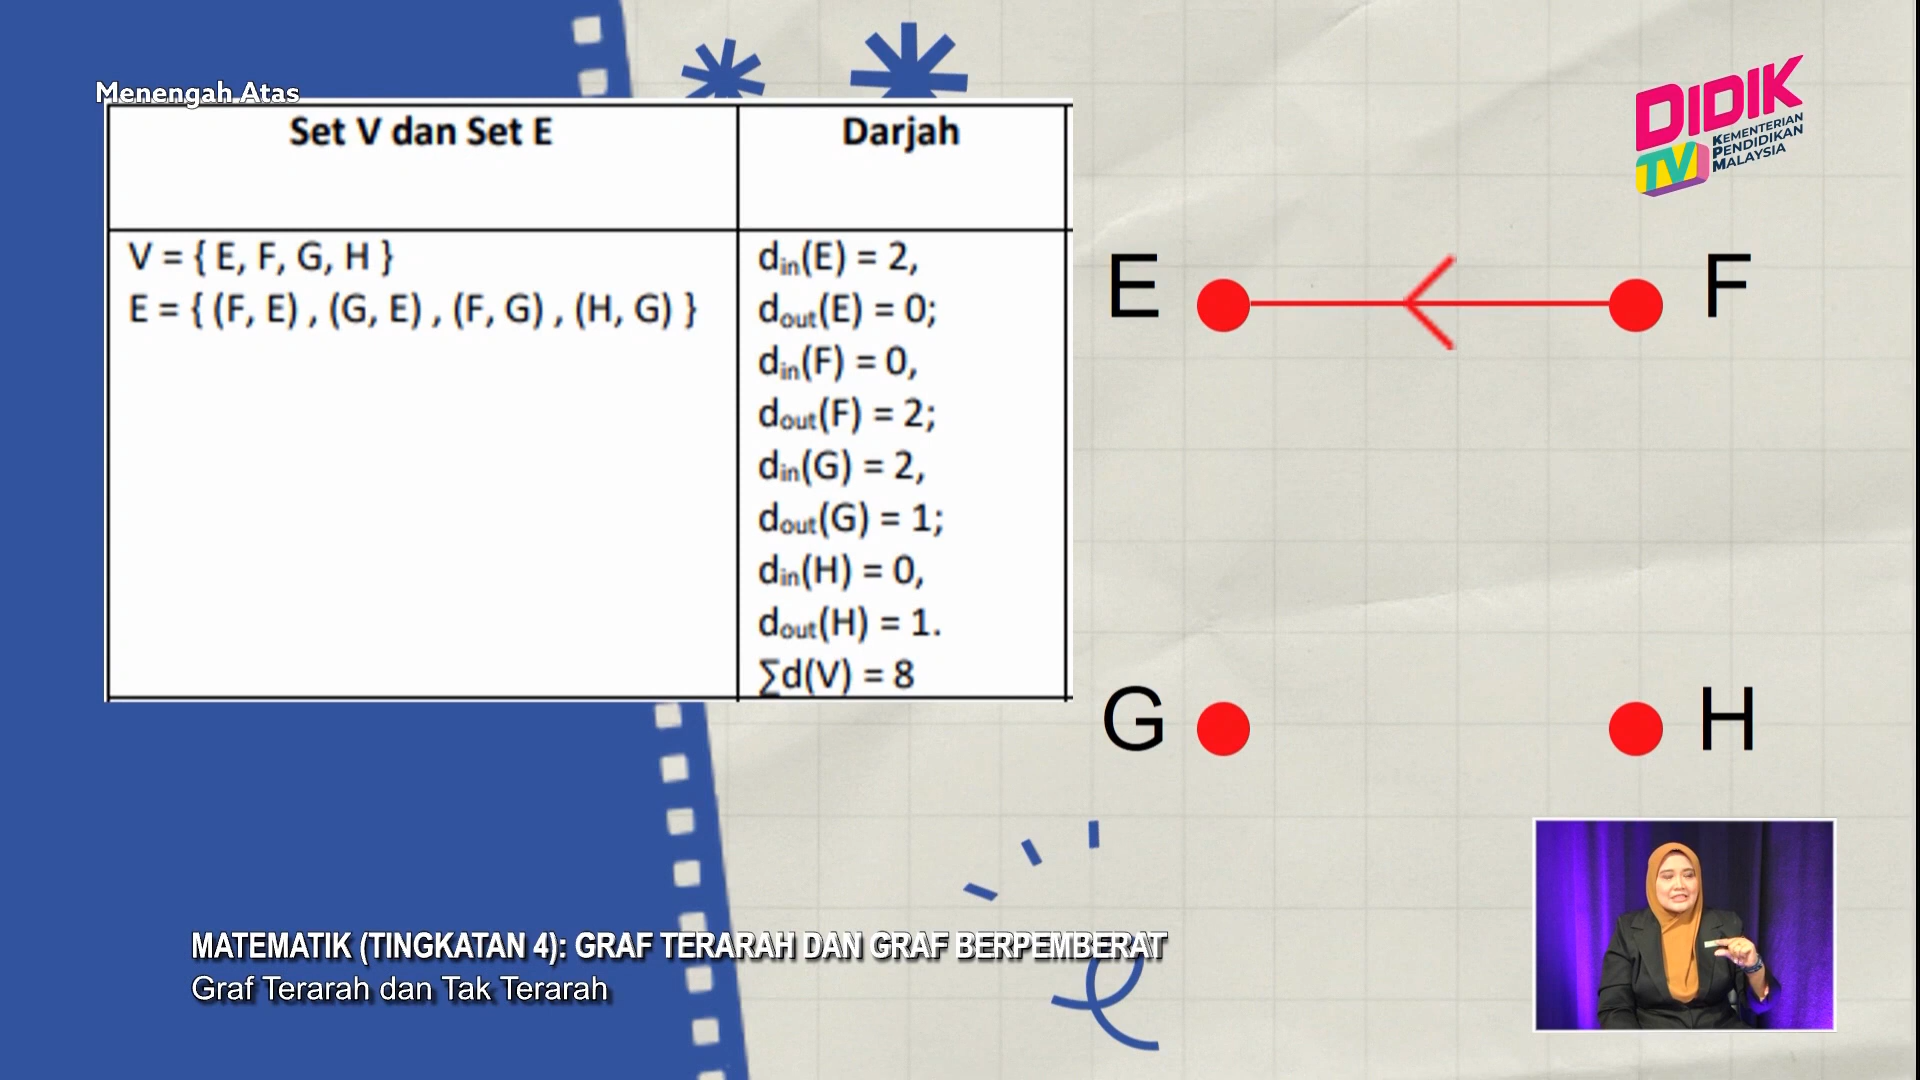 Menengah Atas
Set V dan Set E
Darjah
V = { E, F, G, H }
E = { (F, E) , (G, E) , (F, G) , (H, G) }
din(E) = 2,
dout(E) = 0;
din(F) = 0,
dout(F) = 2;
din(G) = 2,
dout(G) = 1;
din(H) = 0,
dout(H) = 1.
∑d(V) = 8
DIDIK
TV
KEMENTERIAN
PENDIDIKAN
MALAYSIA
E
F
G
H
MATEMATIK (TINGKATAN 4): GRAF TERARAH DAN GRAF BERPEMBERAT
Graf Terarah dan Tak Terarah